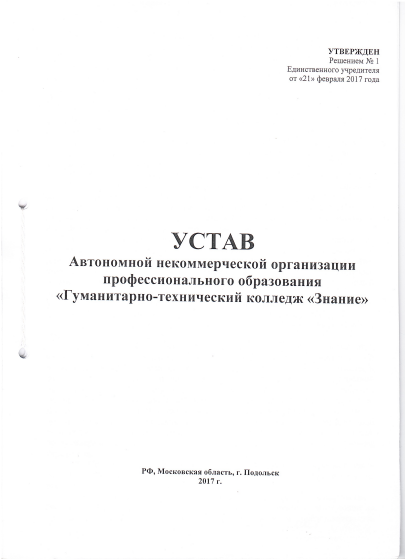 УТВЕРЖДЕН
Решением № 1
Единственного учредителя
от «21» февраля 2017 года
УСТАВ
Автономной некоммерческой организации
профессионального образования
«Гуманитарно-технический колледж «Знание»
РФ, Московская область, г. Подольск
2017 г.